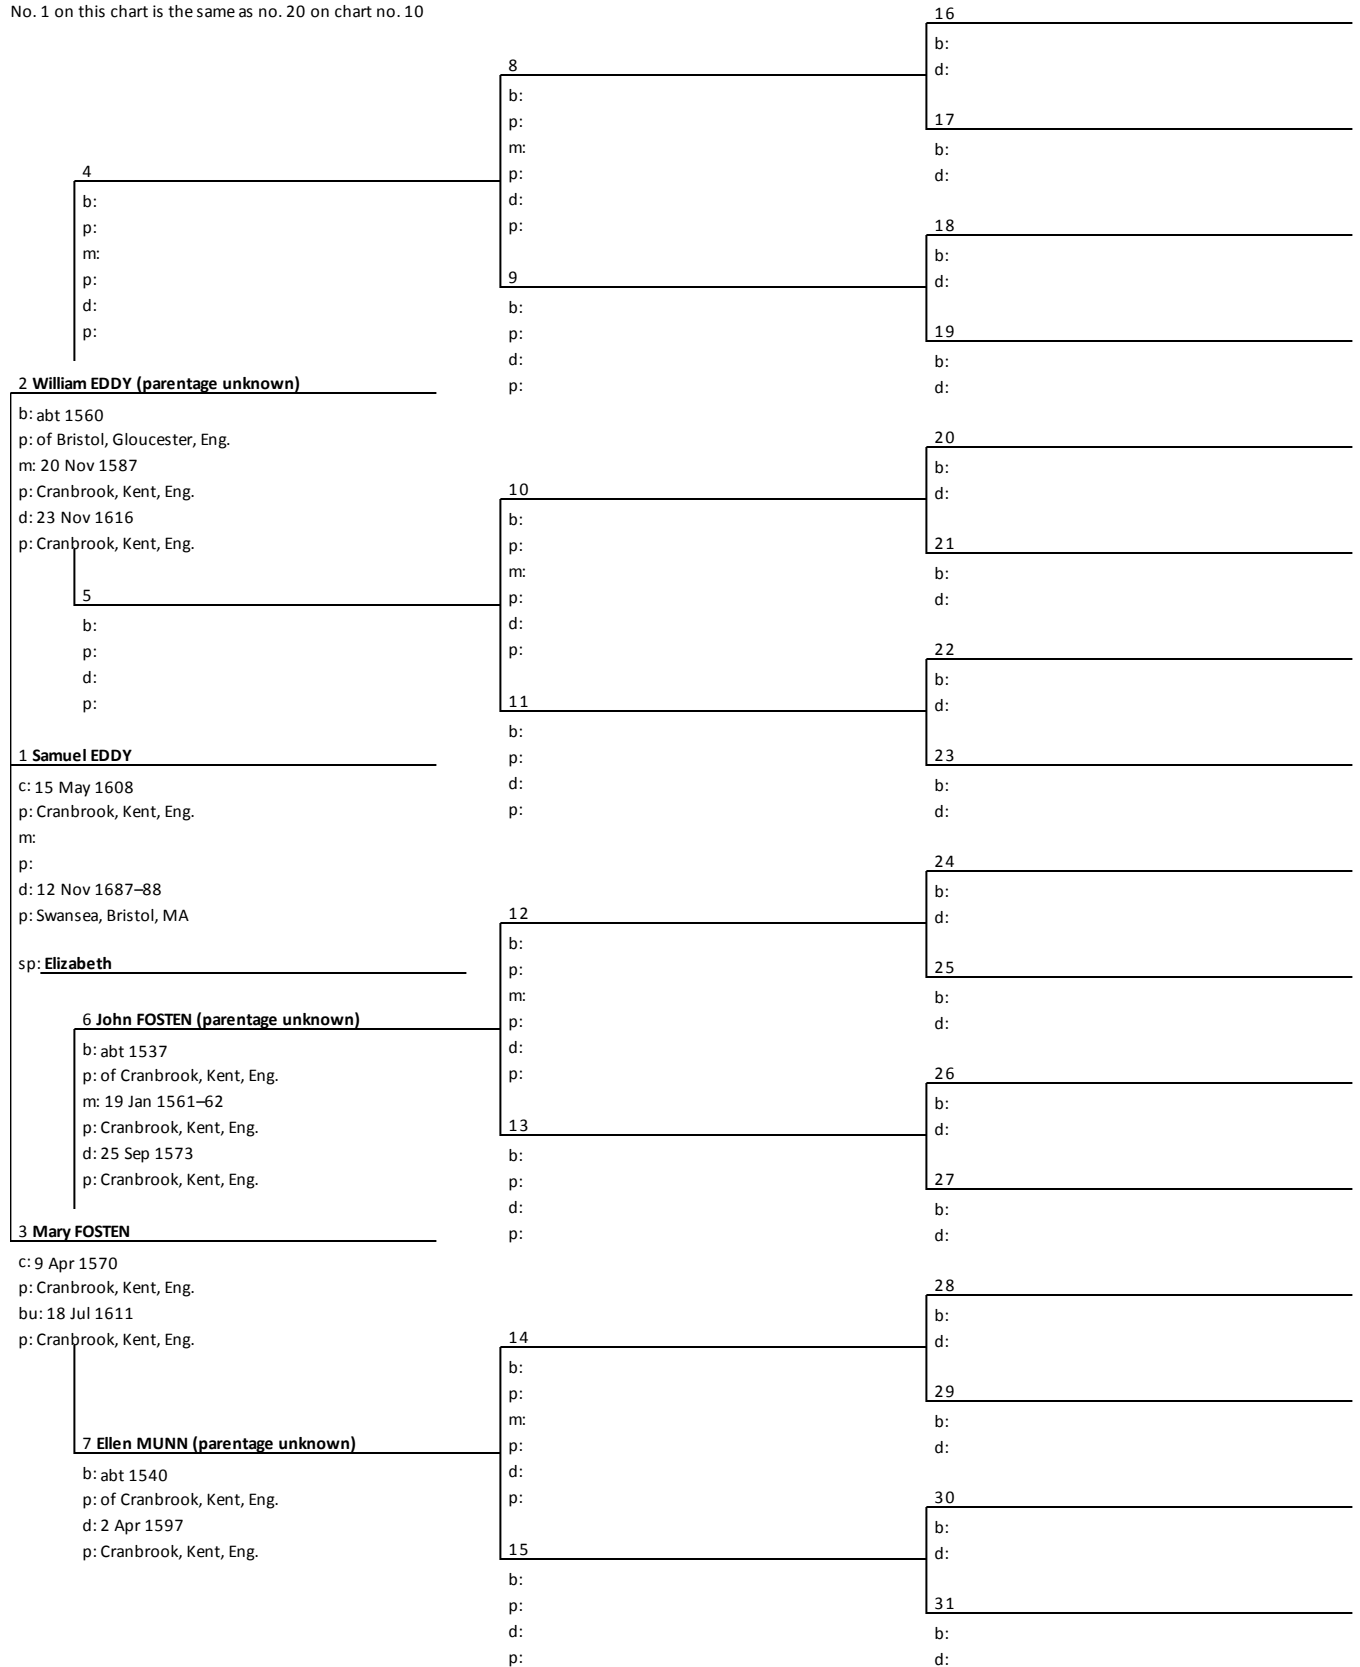 No. 1 on this chart is the same as no. 20 on chart no. 10
4
b:
p:
m:
p:
d:
p:
2 William EDDY (parentage unknown)
b: abt 1560
p: of Bristol, Gloucester, Eng.
m: 20 Nov 1587
p: Cranbrook, Kent, Eng.
d: 23 Nov 1616
p: Cranbrook, Kent, Eng.
5
b:
p:
d:
p:
1 Samuel EDDY
c: 15 May 1608
p: Cranbrook, Kent, Eng.
m:
p:
d: 12 Nov 1687–88
p: Swansea, Bristol, MA
sp: Elizabeth
6 John FOSTEN (parentage unknown)
b: abt 1537
p: of Cranbrook, Kent, Eng.
m: 19 Jan 1561–62
p: Cranbrook, Kent, Eng.
d: 25 Sep 1573
p: Cranbrook, Kent, Eng.
3 Mary FOSTEN
c: 9 Apr 1570
p: Cranbrook, Kent, Eng.
bu: 18 Jul 1611
p: Cranbrook, Kent, Eng.
7 Ellen MUNN (parentage unknown)
b: abt 1540
p: of Cranbrook, Kent, Eng.
d: 2 Apr 1597
p: Cranbrook, Kent, Eng.
8
b:
p:
m:
p:
d:
p:
9
b:
p:
d:
p:
10
b:
p:
m:
p:
d:
p:
11
b:
p:
d:
p:
12
b:
p:
m:
p:
d:
p:
13
b:
p:
d:
p:
14
b:
p:
m:
p:
d:
p:
15
b:
p:
d:
p:
16
b:
d:
17
b:
d:
18
b:
d:
19
b:
d:
20
b:
d:
21
b:
d:
22
b:
d:
23
b:
d:
24
b:
d:
25
b:
d:
26
b:
d:
27
b:
d:
28
b:
d:
29
b:
d:
30
b:
d:
31
b:
d: